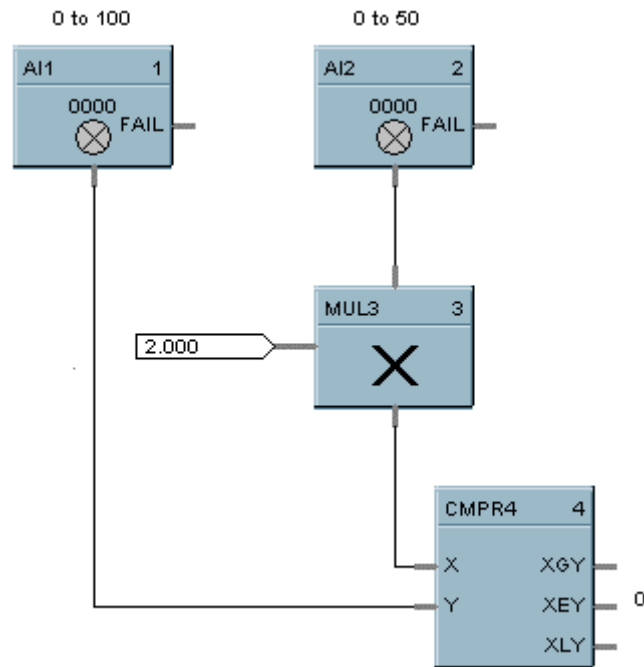 0 to 100
0 to 50
AI1 1
AI2 2
0000
0000
FAIL
FAIL
MUL3 3
2.000
X
CMPR4 4
X XGY
Y XEY
0
XLY